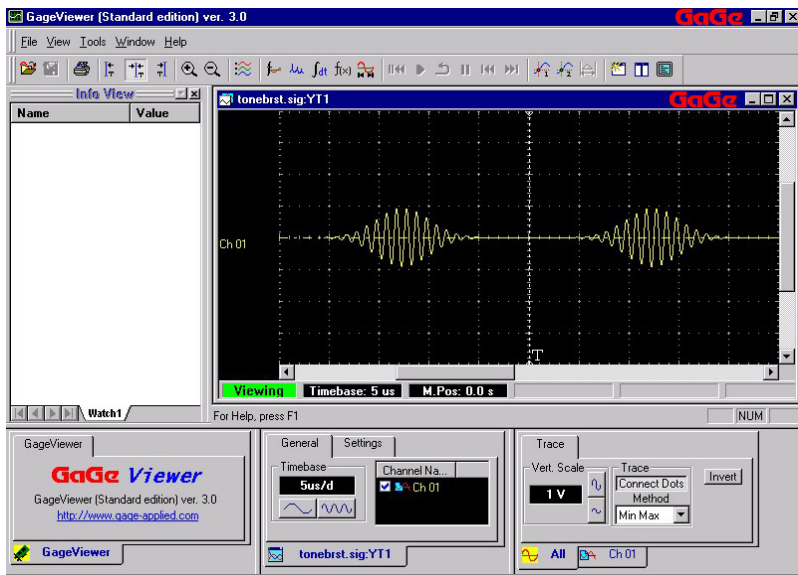 GageViewer (Standard edition) ver. 3.0
GaGe
File View Tools Window Help
Info View
Name Value
Watch1
tonebrst.sig:YT1
GaGe
Ch 01
T
Viewing Timebase: 5 us M.Pos: 0.0 s
For Help, press F1
NUM
GageViewer
GaGe Viewer
GageViewer (Standard edition) ver. 3.0
http://www.gage-applied.com
GageViewer
General Settings
Timebase
5us/d
Channel Na...
Ch 01
tonebrst.sig:YT1
Trace
Vert. Scale
1 V
Trace
Connect Dots
Method
Min Max
Invert
All Ch 01